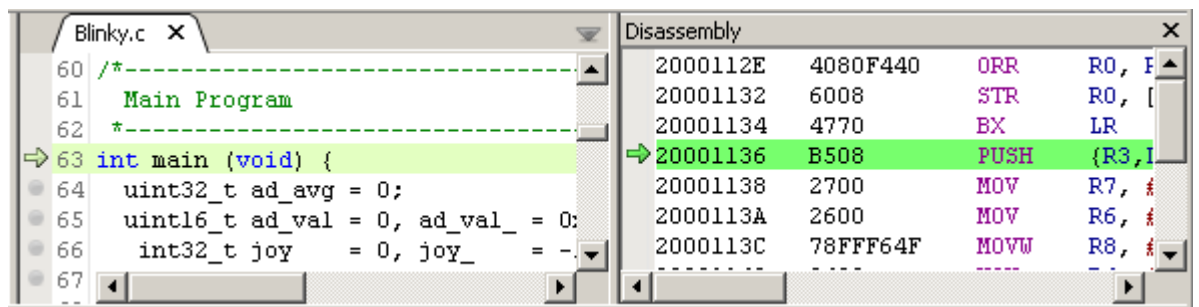 Blinky.c
60 /*----------------------------------
61 Main Program
62 *----------------------------------
63 int main (void) {
64 uint32_t ad_avg = 0;
65 uint16_t ad_val = 0, ad_val_ = 0
66 int32_t joy = 0, joy_ = -
67
Disassembly
2000112E 4080F440 ORR R0,
20001132 6008 STR R0, [
20001134 4770 BX LR
20001136 B508 PUSH {R3,
20001138 2700 MOV R7, #
2000113A 2600 MOV R6, #
2000113C 78FFF64F MOVW R8, #